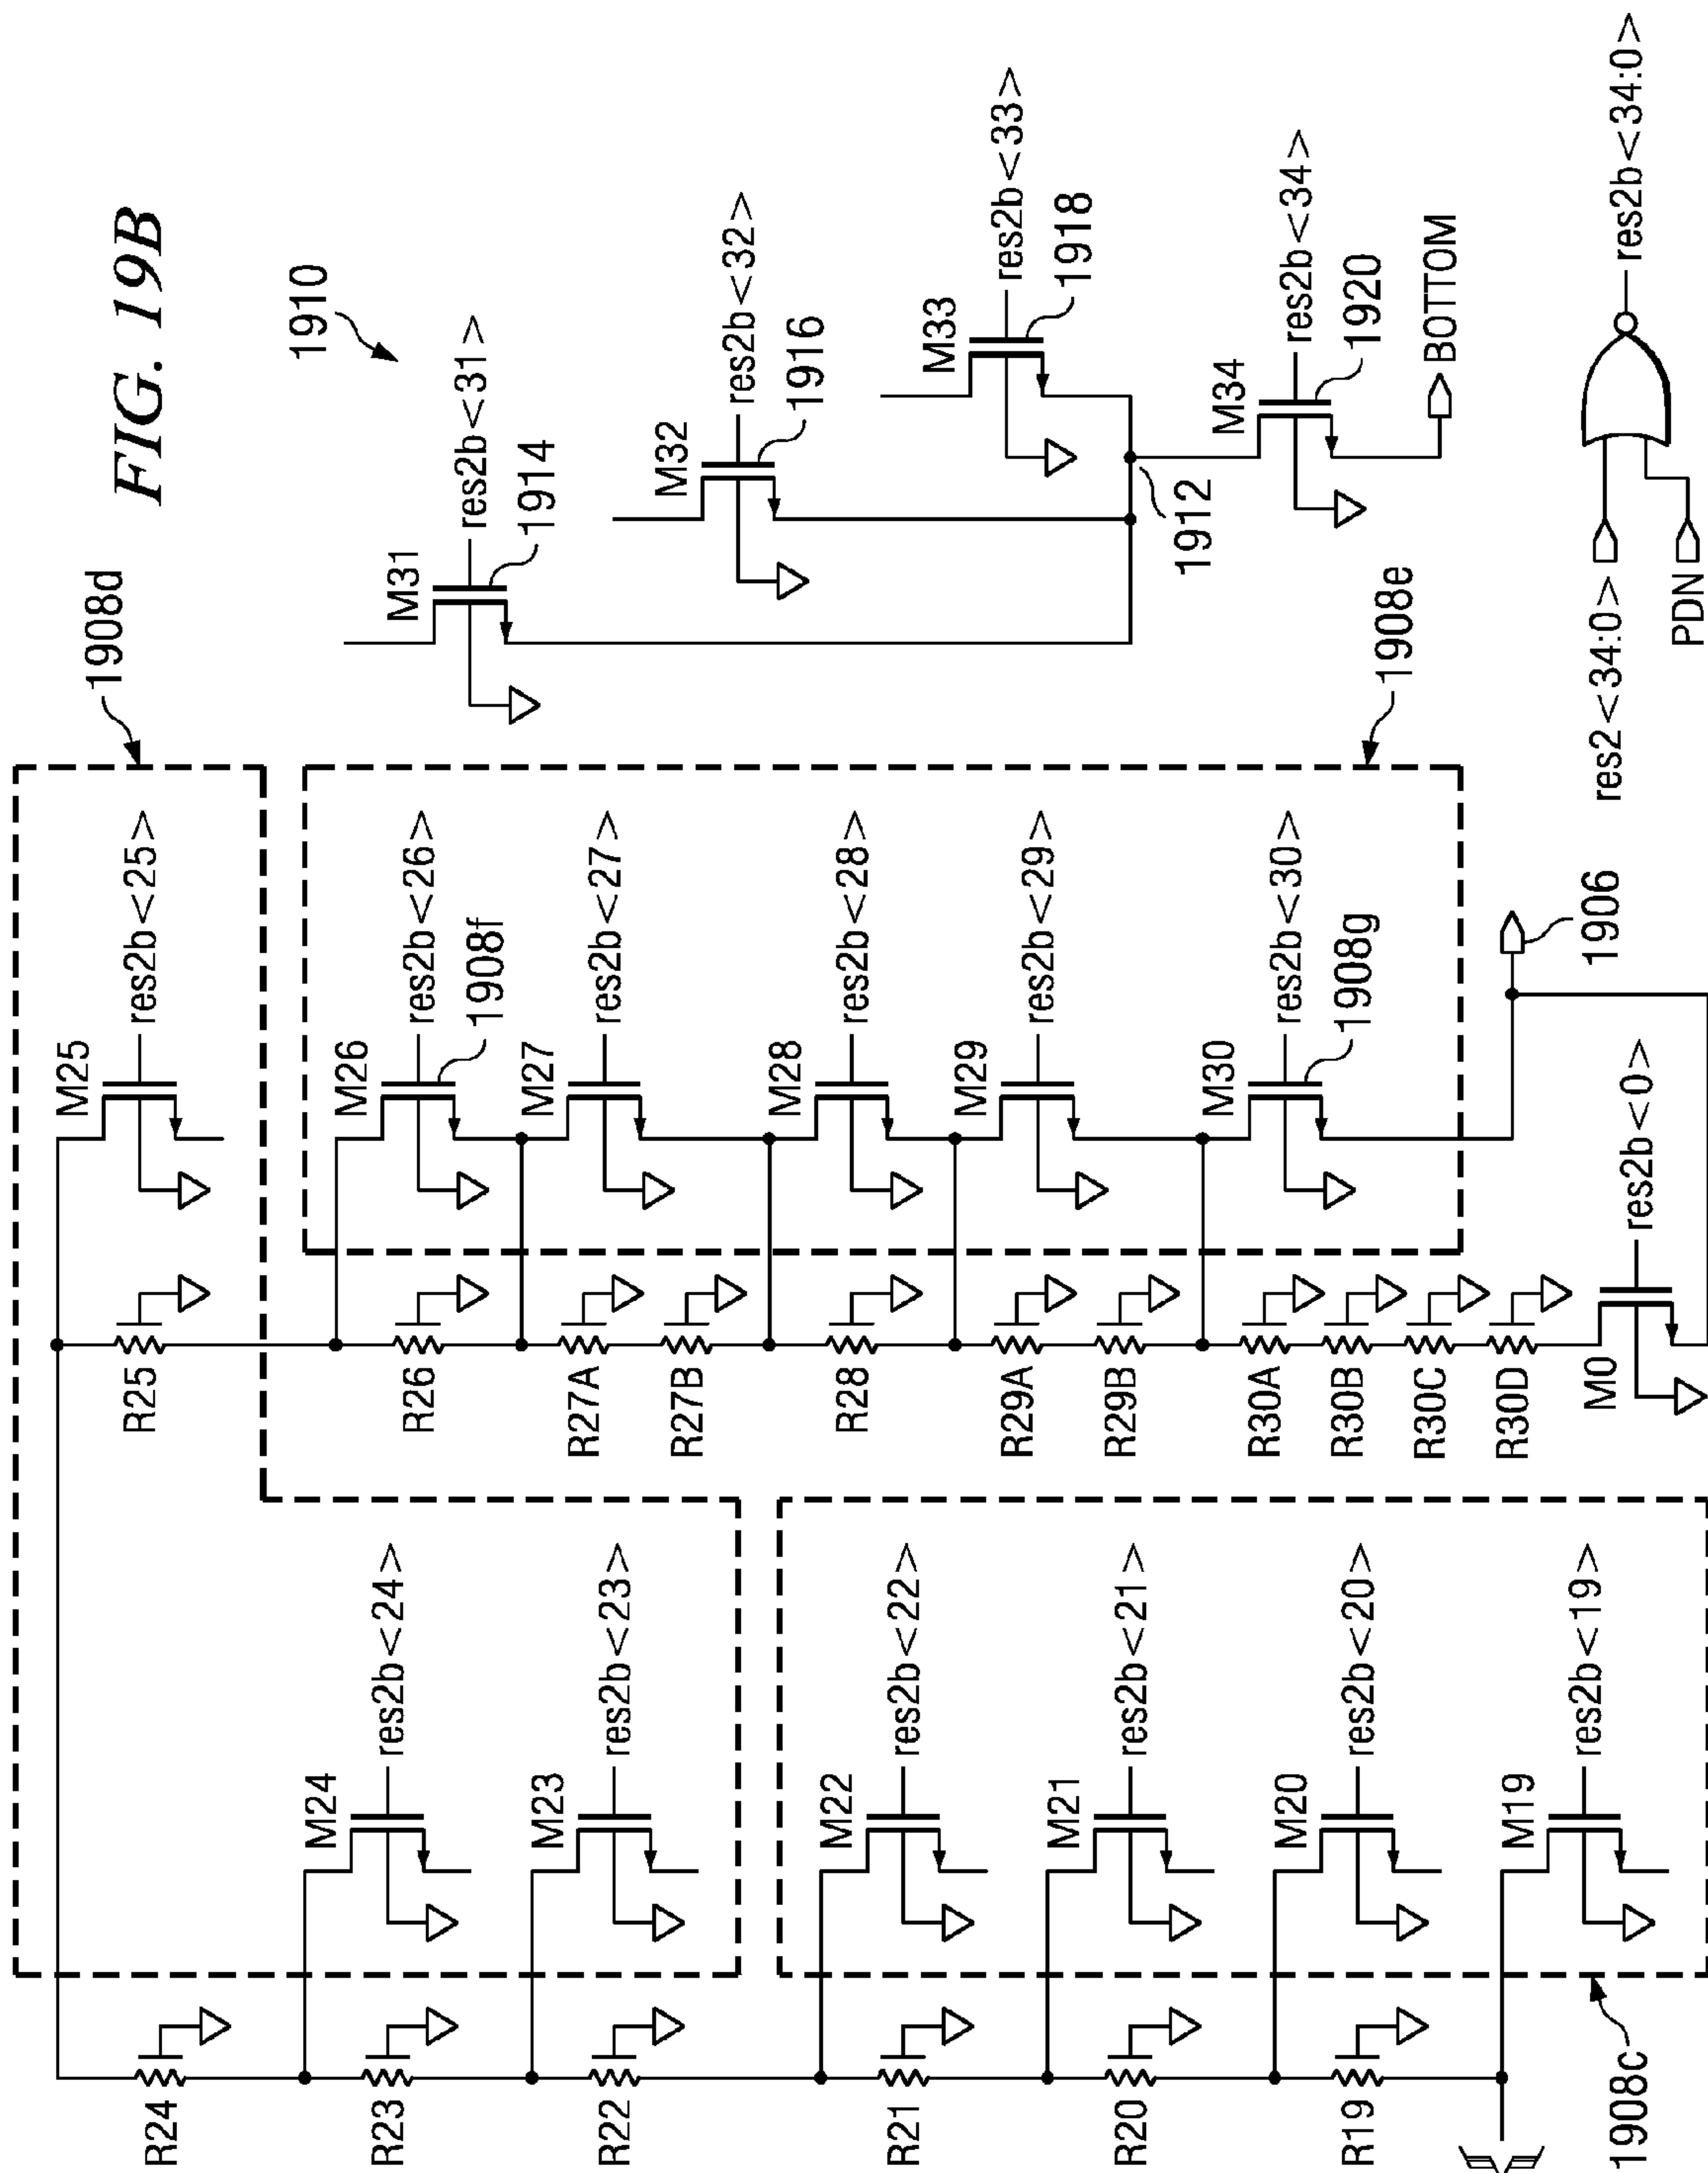 FIG. 19B
1910
1908d
M25
res2b<25>
R25
M26
res2b<26>
1908f
R26
M27
res2b<27>
R27A
R27B
M28
res2b<28>
R28
M29
res2b<29>
R29A
R29B
M30
res2b<30>
1908g
R30A
R30B
R30C
R30D
M0
res2b<0>
1906
1908e
M31
res2b<31>
1914
M32
res2b<32>
1916
M33
res2b<33>
1918
1912
M34
res2b<34>
1920
BOTTOM
res2<34:0>
PDN
res2b<34:0>
R24
M24
res2b<24>
R23
M23
res2b<23>
R22
M22
res2b<22>
R21
M21
res2b<21>
R20
M20
res2b<20>
R19
M19
res2b<19>
1908c